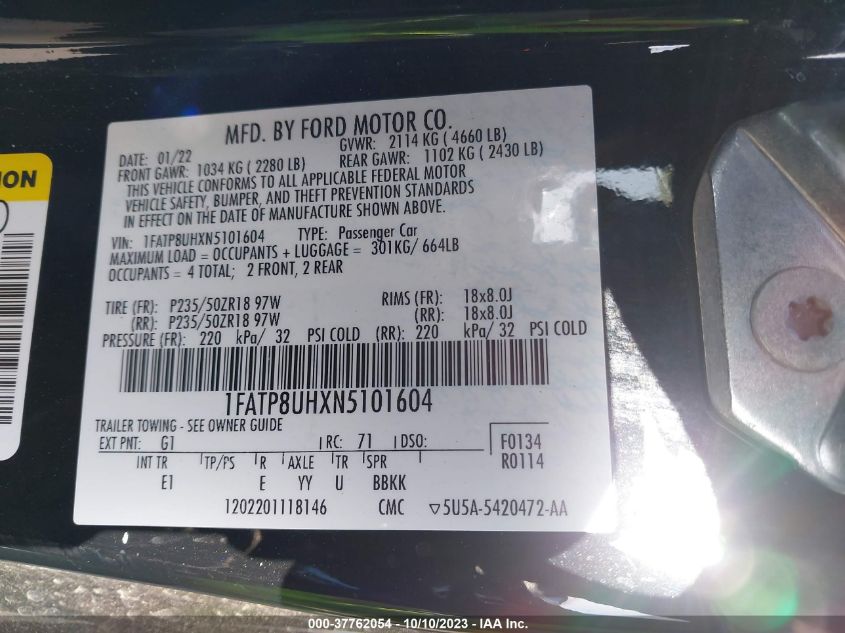 MFD. BY FORD MOTOR CO.
DATE: 01/22 GVWR: 2114 KG ( 4660 LB)
FRONT GAWR: 1034 KG ( 2280 LB) REAR GAWR: 1102 KG ( 2430 LB)
THIS VEHICLE CONFORMS TO ALL APPLICABLE FEDERAL MOTOR
VEHICLE SAFETY, BUMPER, AND THEFT PREVENTION STANDARDS
IN EFFECT ON THE DATE OF MANUFACTURE SHOWN ABOVE.
VIN: 1FATP8UHXN5101604 TYPE: Passenger Car
MAXIMUM LOAD = OCCUPANTS + LUGGAGE = 301KG/ 664LB
OCCUPANTS = 4 TOTAL; 2 FRONT, 2 REAR
TIRE (FR): P235/50ZR18 97W RIMS (FR): 18x8.0J
(RR): P235/50ZR18 97W (RR): 18x8.0J
PRESSURE (FR): 220 kPa/ 32 PSI COLD (RR): 220 kPa/ 32 PSI COLD
1FATP8UHXN5101604
TRAILER TOWING - SEE OWNER GUIDE
EXT PNT: G1 RC: 71 DSO: F0134
R0114
INT TR TP/PS R AXLE TR SPR
E1 E YY U BBKK
1202201118146 CMC ▽5U5A-5420472-AA
ION
000-37762054 - 10/10/2023 - IAA Inc.